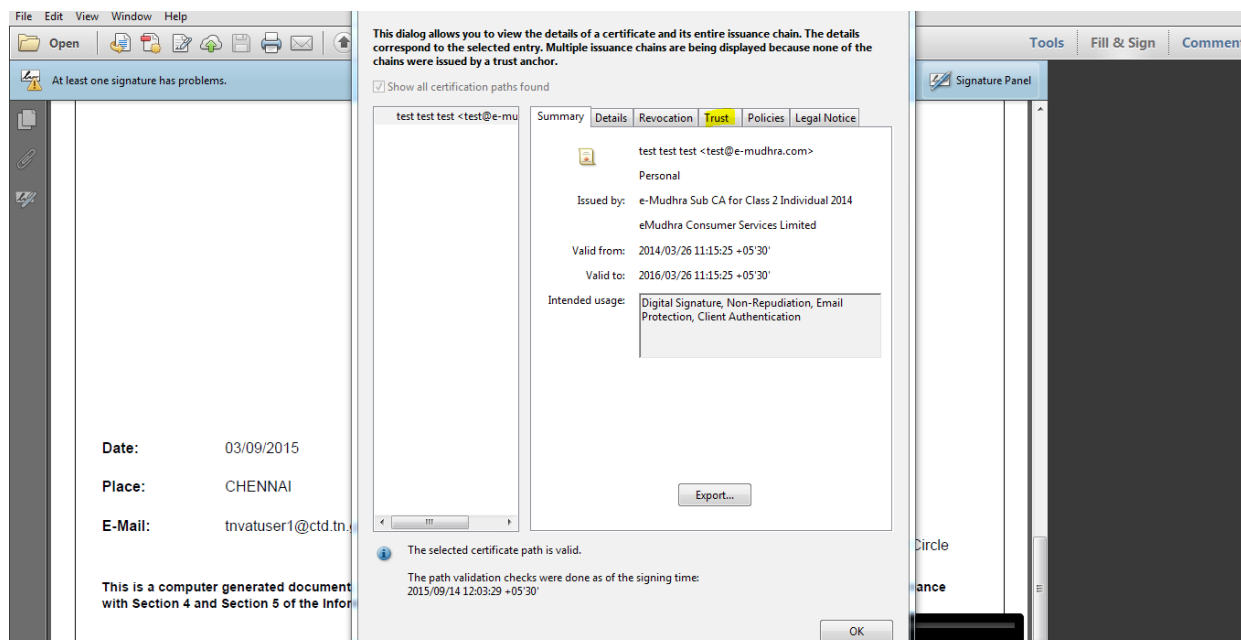 File Edit View Window Help
Open
Tools Fill & Sign Comment
At least one signature has problems.
Signature Panel
This dialog allows you to view the details of a certificate and its entire issuance chain. The details
correspond to the selected entry. Multiple issuance chains are being displayed because none of the
chains were issued by a trust anchor.
Show all certification paths found
test test test <test@e-mu
Summary Details Revocation Trust Policies Legal Notice
test test test <test@e-mudhra.com>
Personal
Issued by: e-Mudhra Sub CA for Class 2 Individual 2014
eMudhra Consumer Services Limited
Valid from: 2014/03/26 11:15:25 +05'30'
Valid to: 2016/03/26 11:15:25 +05'30'
Intended usage: Digital Signature, Non-Repudiation, Email
Protection, Client Authentication
Export...
The selected certificate path is valid.
The path validation checks were done as of the signing time:
2015/09/14 12:03:29 +05'30'
OK
Date: 03/09/2015
Place: CHENNAI
E-Mail: tnvatuser1@ctd.tn.
Circle
This is a computer generated document
ance
with Section 4 and Section 5 of the Infor